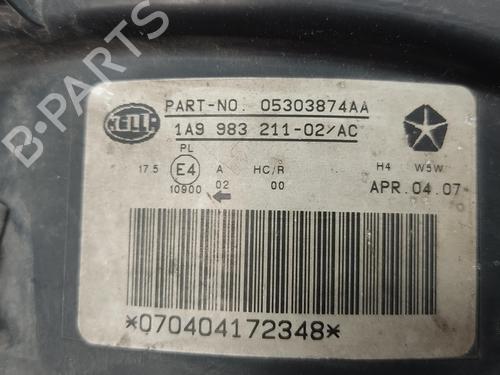 PART-NO. 05303874AA
HELLA
1A9 983 211-02/AC
PL
17.5 E4 A HC/R H4 W5W
10900 02 00 APR.04.07
*070404172348*
B-PARTS